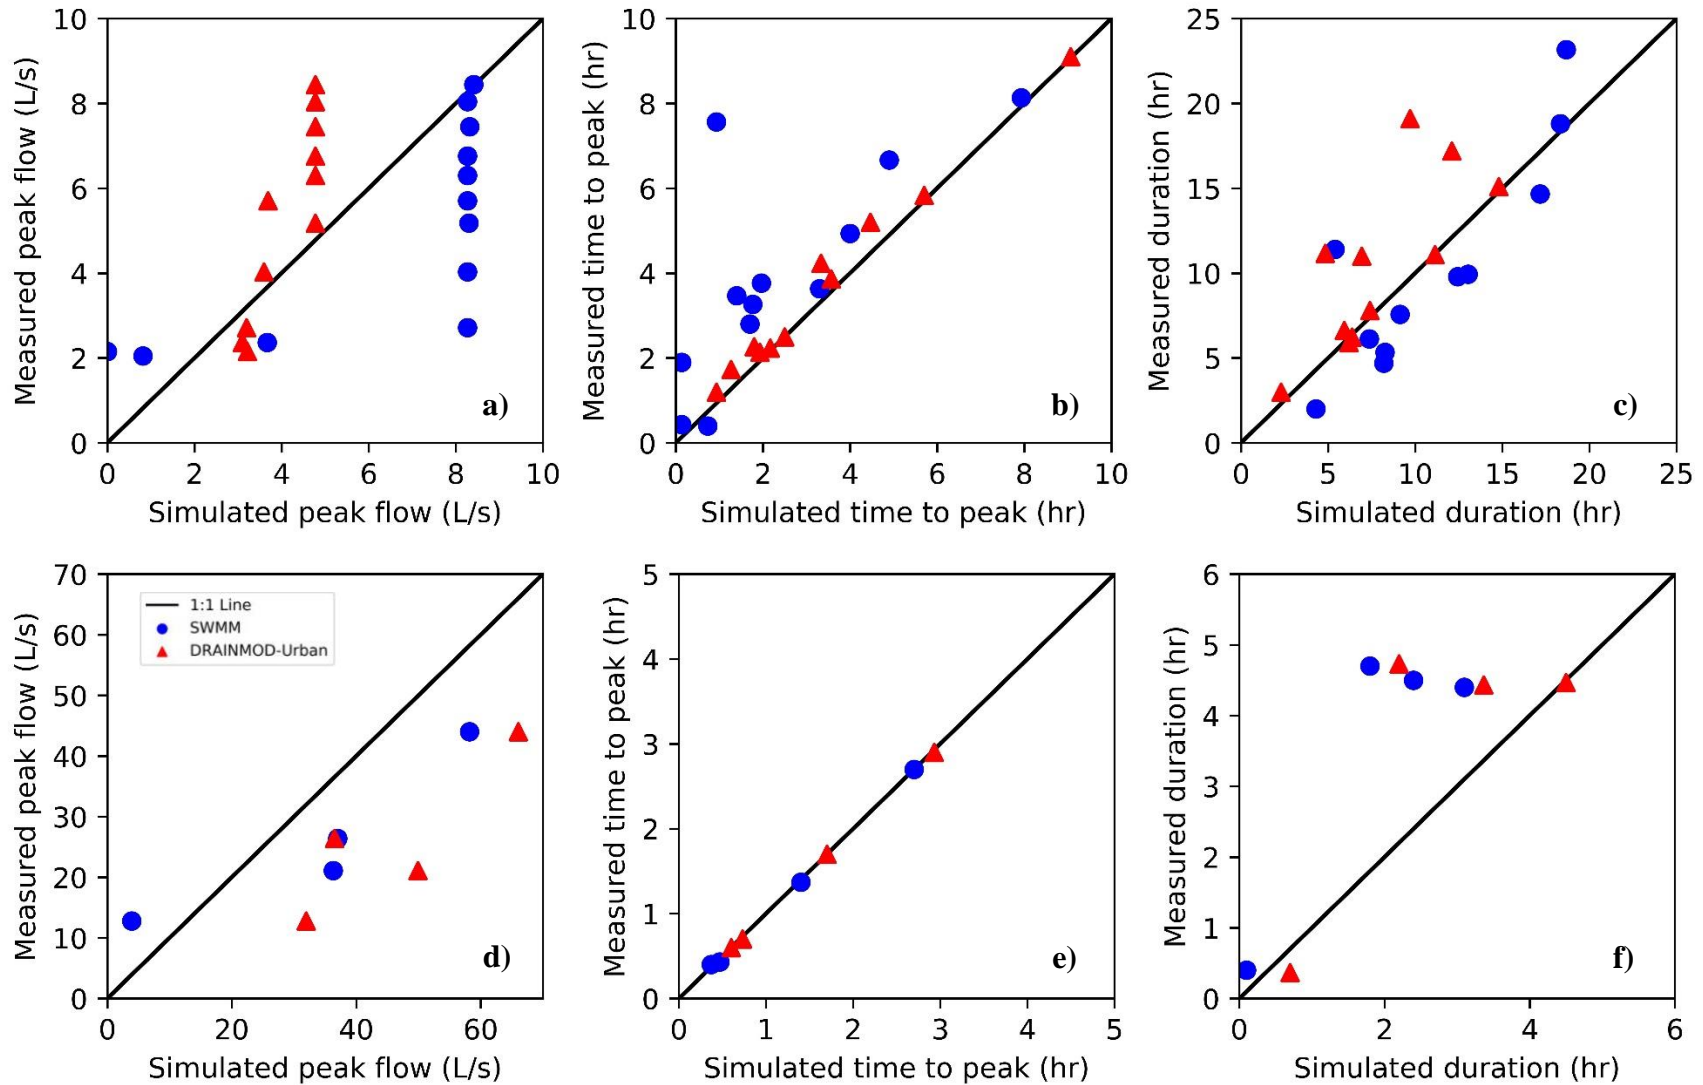 10
8
6
4
2
0
Measured peak flow (L/s)
a)
0 2 4 6 8 10
Simulated peak flow (L/s)
10
8
6
4
2
0
Measured time to peak (hr)
b)
0 2 4 6 8 10
Simulated time to peak (hr)
25
20
15
10
5
0
Measured duration (hr)
c)
0 5 10 15 20 25
Simulated duration (hr)
70
60
50
40
30
20
10
0
Measured peak flow (L/s)
1:1 Line
SWMM
DRAINMOD-Urban
d)
0 20 40 60
Simulated peak flow (L/s)
5
4
3
2
1
0
Measured time to peak (hr)
e)
0 1 2 3 4 5
Simulated time to peak (hr)
6
5
4
3
2
1
0
Measured duration (hr)
f)
0 2 4 6
Simulated duration (hr)